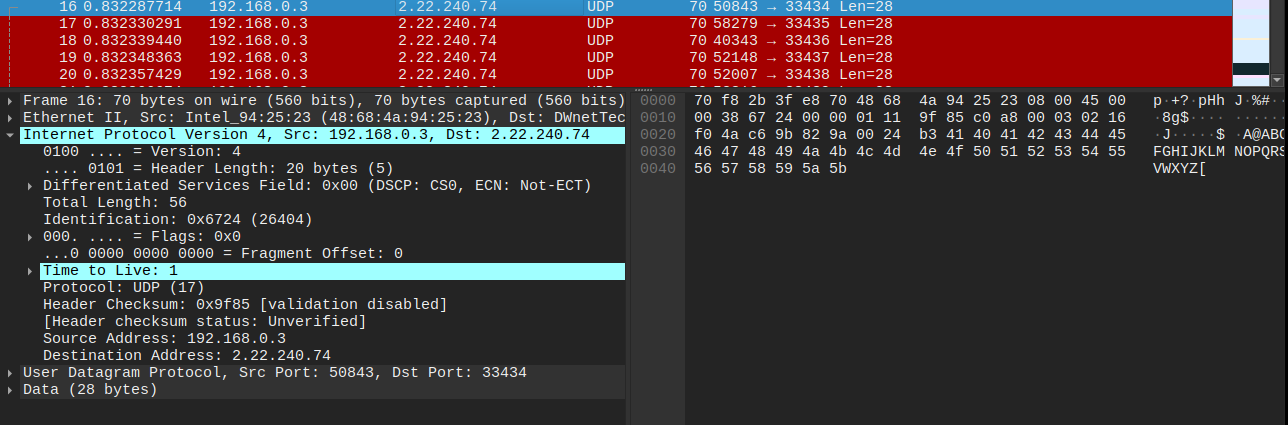 16 0.832287714 192.168.0.3 2.22.240.74 UDP 70 50843 → 33434 Len=28
17 0.832330291 192.168.0.3 2.22.240.74 UDP 70 58279 → 33435 Len=28
18 0.832339440 192.168.0.3 2.22.240.74 UDP 70 40343 → 33436 Len=28
19 0.832348363 192.168.0.3 2.22.240.74 UDP 70 52148 → 33437 Len=28
20 0.832357429 192.168.0.3 2.22.240.74 UDP 70 52007 → 33438 Len=28
Frame 16: 70 bytes on wire (560 bits), 70 bytes captured (560 bits)
Ethernet II, Src: Intel_94:25:23 (48:68:4a:94:25:23), Dst: DWnetTec
Internet Protocol Version 4, Src: 192.168.0.3, Dst: 2.22.240.74
0100 .... = Version: 4
.... 0101 = Header Length: 20 bytes (5)
Differentiated Services Field: 0x00 (DSCP: CS0, ECN: Not-ECT)
Total Length: 56
Identification: 0x6724 (26404)
000. .... = Flags: 0x0
...0 0000 0000 0000 = Fragment Offset: 0
Time to Live: 1
Protocol: UDP (17)
Header Checksum: 0x9f85 [validation disabled]
[Header checksum status: Unverified]
Source Address: 192.168.0.3
Destination Address: 2.22.240.74
User Datagram Protocol, Src Port: 50843, Dst Port: 33434
Data (28 bytes)
0000 70 f8 2b 3f e8 70 48 68 4a 94 25 23 08 00 45 00 p·+?·pHh J·%#··
0010 00 38 67 24 00 00 01 11 9f 85 c0 a8 00 03 02 16 ·8g$···· ·······
0020 f0 4a c6 9b 82 9a 00 24 b3 41 40 41 42 43 44 45 ·J·····$ ·A@ABC
0030 46 47 48 49 4a 4b 4c 4d 4e 4f 50 51 52 53 54 55 FGHIJKLM NOPQRS
0040 56 57 58 59 5a 5b VWXYZ[